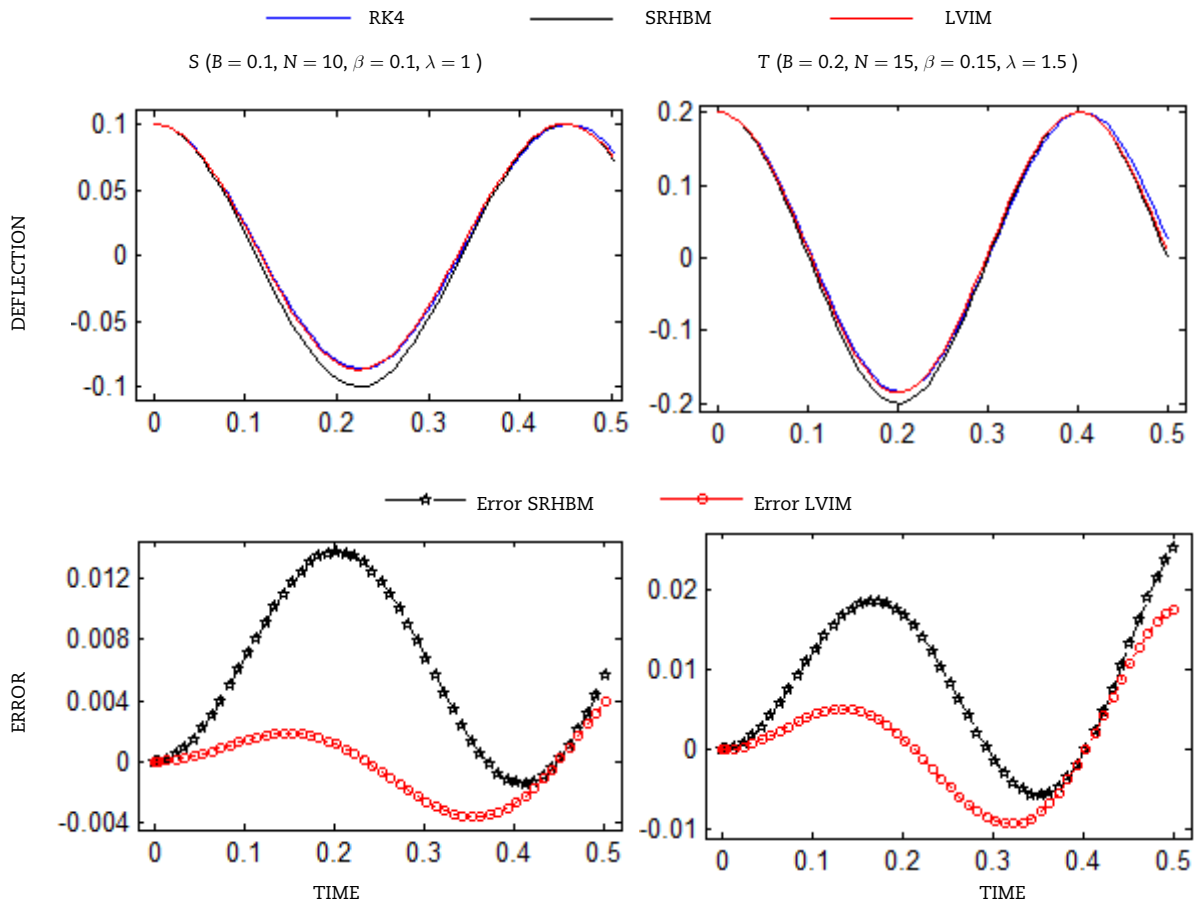 RK4 SRHBM LVIM
S (B = 0.1, N = 10, β = 0.1, λ = 1 ) T (B = 0.2, N = 15, β = 0.15, λ = 1.5 )
DEFLECTION
0.1
0.05
0
-0.05
-0.1
0 0.1 0.2 0.3 0.4 0.5
0.2
0.1
0
-0.1
-0.2
0 0.1 0.2 0.3 0.4 0.5
Error SRHBM Error LVIM
ERROR
0.012
0.008
0.004
0
-0.004
0 0.1 0.2 0.3 0.4 0.5
TIME
0.02
0.01
0
-0.01
0 0.1 0.2 0.3 0.4 0.5
TIME